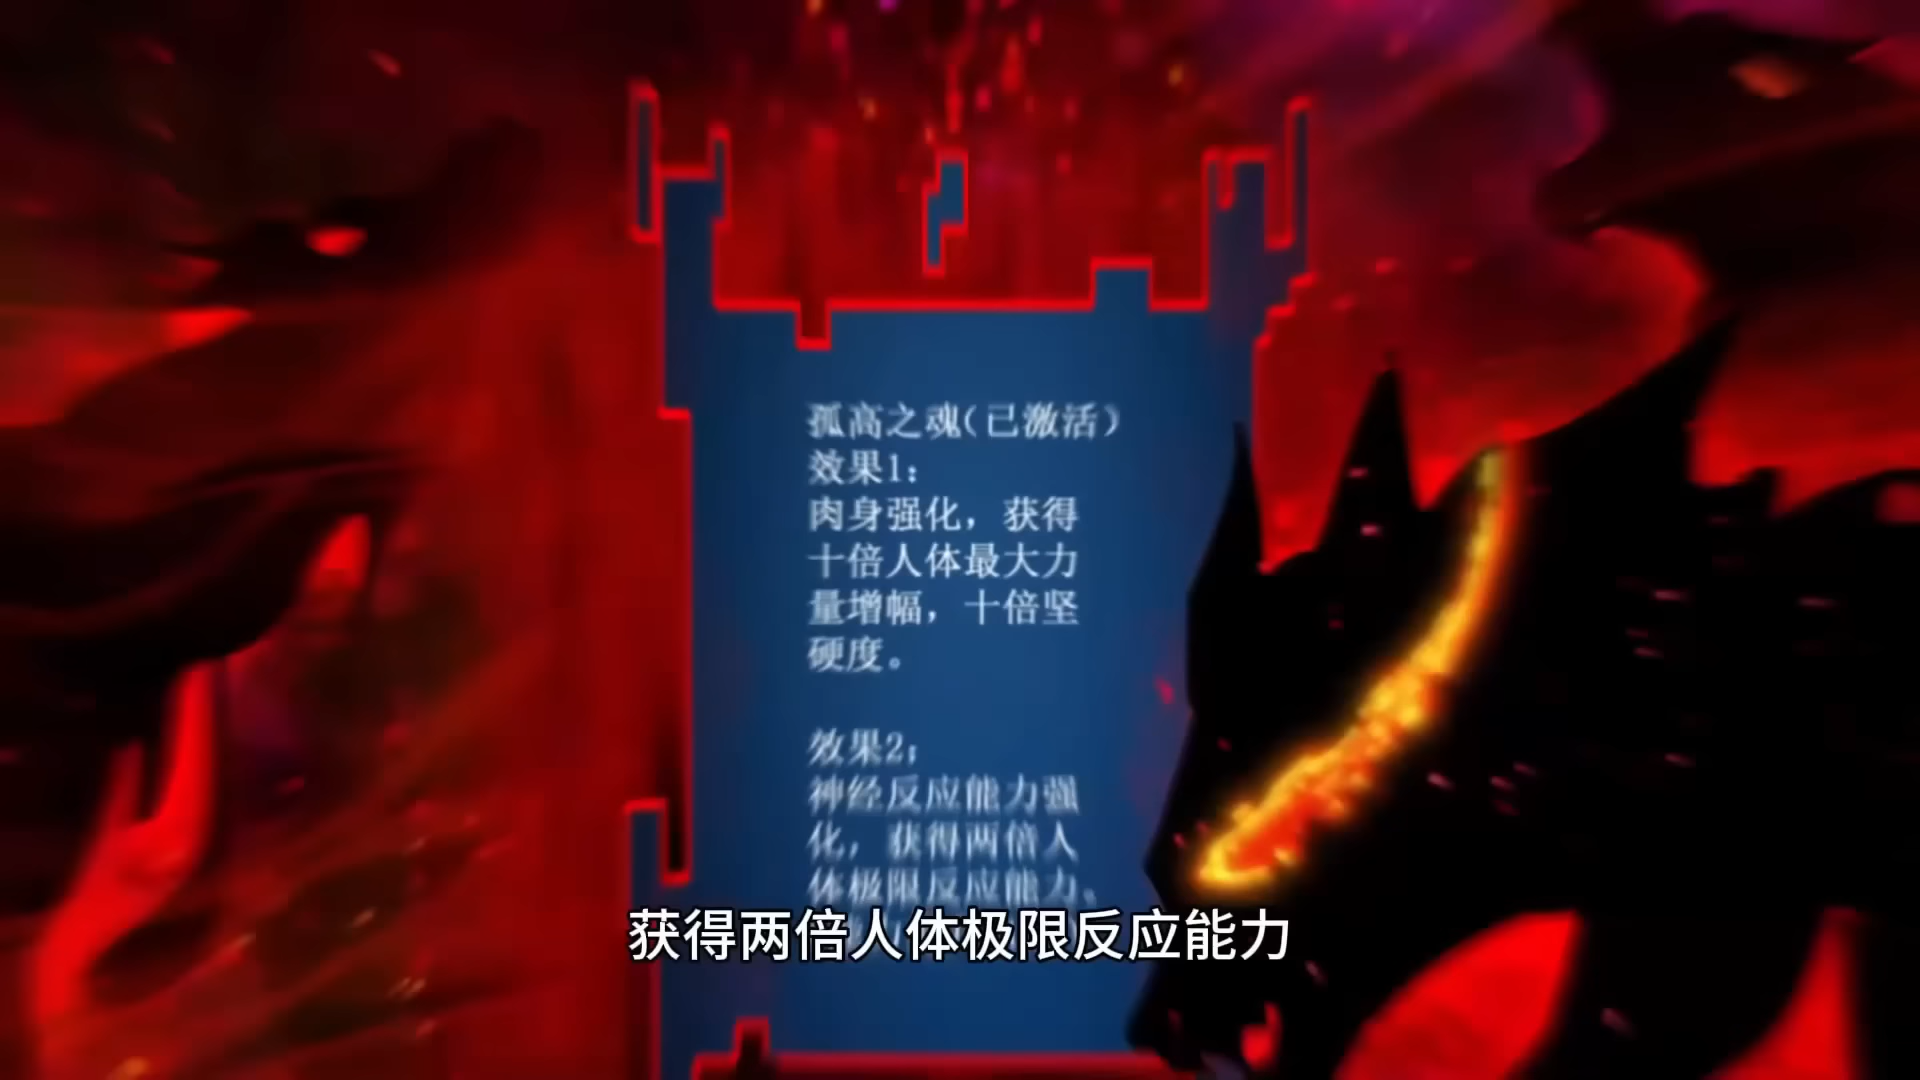 孤高之魂(已激活)
效果1:
肉身强化，获得
十倍人体最大力
量增幅，十倍坚
硬度。
效果2:
神经反应能力强
化，获得两倍人
体极限反应能力。
获得两倍人体极限反应能力